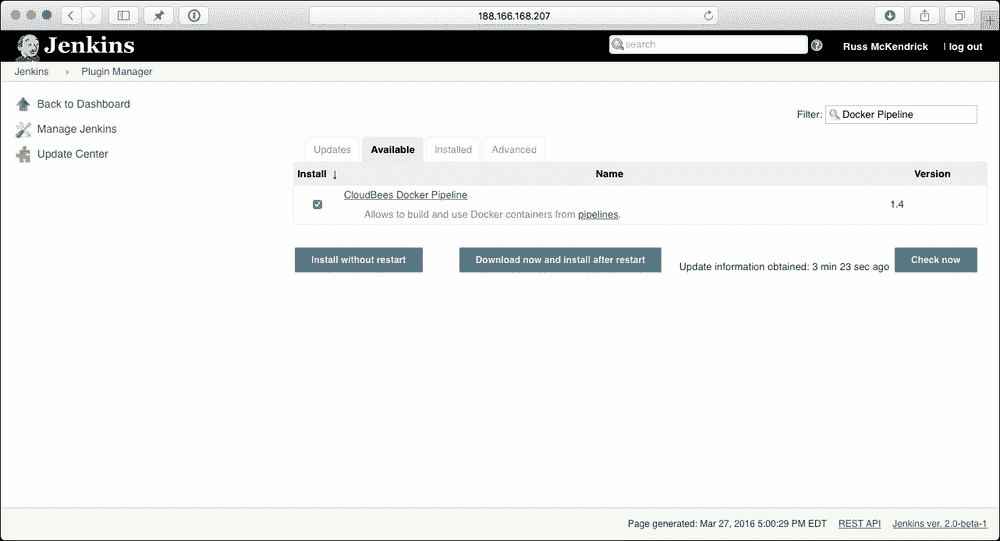 188.166.168.207
Jenkins
search
Russ McKendrick
log out
Jenkins
Plugin Manager
Back to Dashboard
Manage Jenkins
Update Center
Filter: Docker Pipeline
Updates Available Installed Advanced
Install ↓ Name Version
CloudBees Docker Pipeline
1.4
Allows to build and use Docker containers from pipelines.
Install without restart Download now and install after restart Update information obtained: 3 min 23 sec ago Check now
Page generated: Mar 27, 2016 5:00:29 PM EDT REST API Jenkins ver. 2.0-beta-1